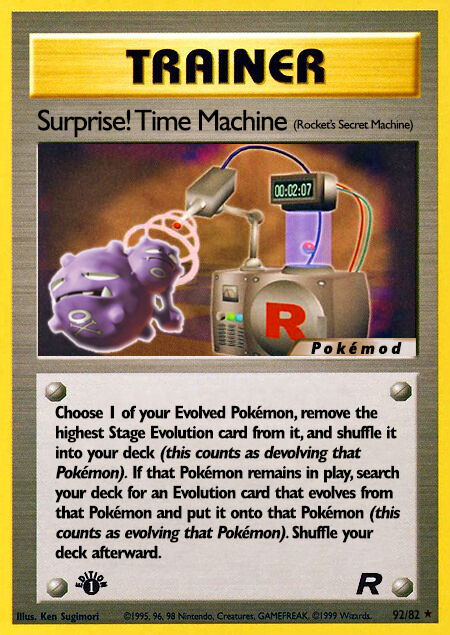 TRAINER
Surprise! Time Machine (Rocket's Secret Machine)
00:02:07
R
Pokémod
Choose 1 of your Evolved Pokémon, remove the
highest Stage Evolution card from it, and shuffle it
into your deck (this counts as devolving that
Pokémon). If that Pokémon remains in play, search
your deck for an Evolution card that evolves from
that Pokémon and put it onto that Pokémon (this
counts as evolving that Pokémon). Shuffle your
deck afterward.
EDITION
1
R
Illus. Ken Sugimori ©1995, 96, 98 Nintendo, Creatures, GAMEFREAK. ©1999 Wizards. 92/82 ★